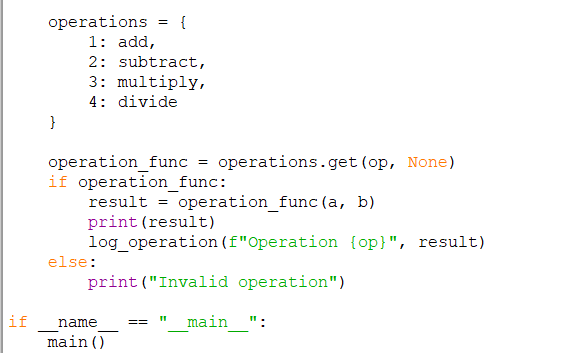 operations = {
        1: add,
        2: subtract,
        3: multiply,
        4: divide
    }

    operation_func = operations.get(op, None)
    if operation_func:
        result = operation_func(a, b)
        print(result)
        log_operation(f"Operation {op}", result)
    else:
        print("Invalid operation")

if __name__ == "__main__":
    main()